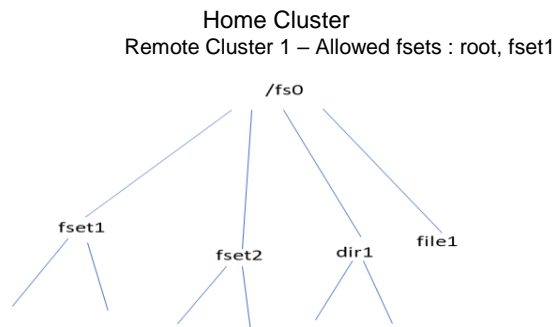 Home Cluster
Remote Cluster 1 – Allowed fsets : root, fset1
/fs0
fset1
fset2
dir1
file1